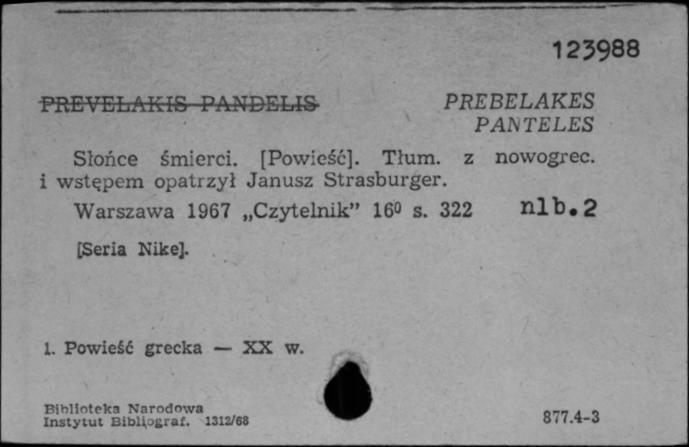 123988
PREVELAKIS PANDELIS PREBELAKES
PANTELES
Słońce śmierci. [Powieść]. Tłum. z nowogrec.
i wstępem opatrzył Janusz Strasburger.
Warszawa 1967 „Czytelnik” 16⁰ s. 322 nlb.2
[Seria Nike].
1. Powieść grecka — XX w.
Biblioteka Narodowa
Instytut Bibliograf. 1312/68 877.4-3